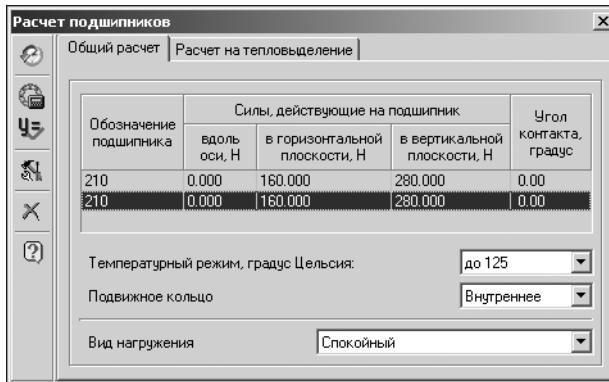 Расчет подшипников
Общий расчет
Расчет на тепловыделение
Обозначение подшипника
Силы, действующие на подшипник
вдоль оси, Н
в горизонтальной плоскости, Н
в вертикальной плоскости, Н
Угол контакта, градус
210 0.000 160.000 280.000 0.00
210 0.000 160.000 280.000 0.00
Температурный режим, градус Цельсия: до 125
Подвижное кольцо Внутреннее
Вид нагружения Спокойный